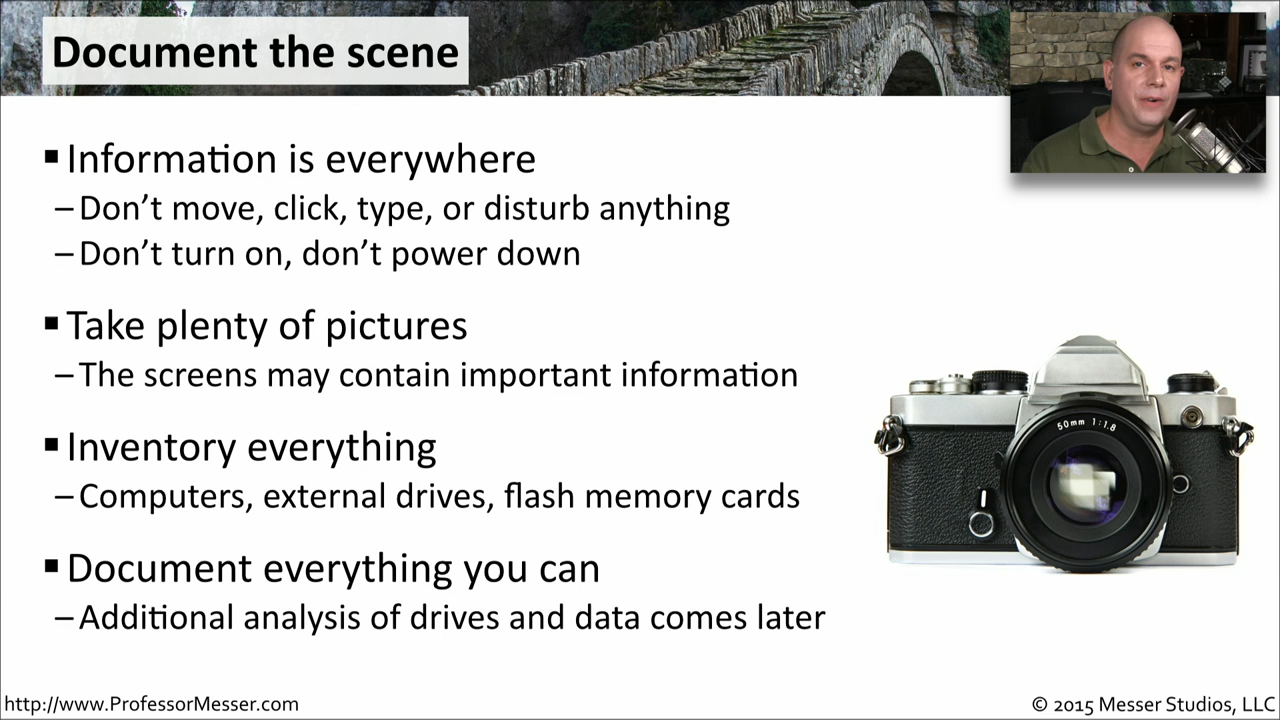 Document the scene
▪ Information is everywhere
– Don’t move, click, type, or disturb anything
– Don’t turn on, don’t power down
▪ Take plenty of pictures
– The screens may contain important information
▪ Inventory everything
– Computers, external drives, flash memory cards
▪ Document everything you can
– Additional analysis of drives and data comes later
50mm 1:1.8
http://www.ProfessorMesser.com
© 2015 Messer Studios, LLC